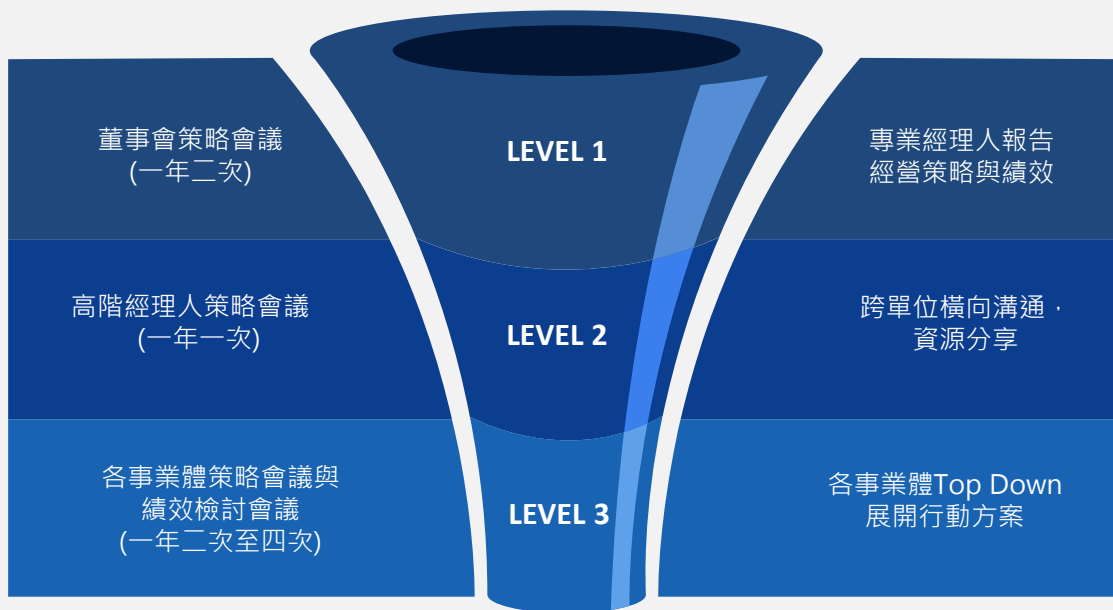 董事會策略會議
(一年二次)
LEVEL 1
專業經理人報告
經營策略與績效
高階經理人策略會議
(一年一次)
LEVEL 2
跨單位橫向溝通，
資源分享
各事業體策略會議與
績效檢討會議
(一年二次至四次)
LEVEL 3
各事業體Top Down
展開行動方案